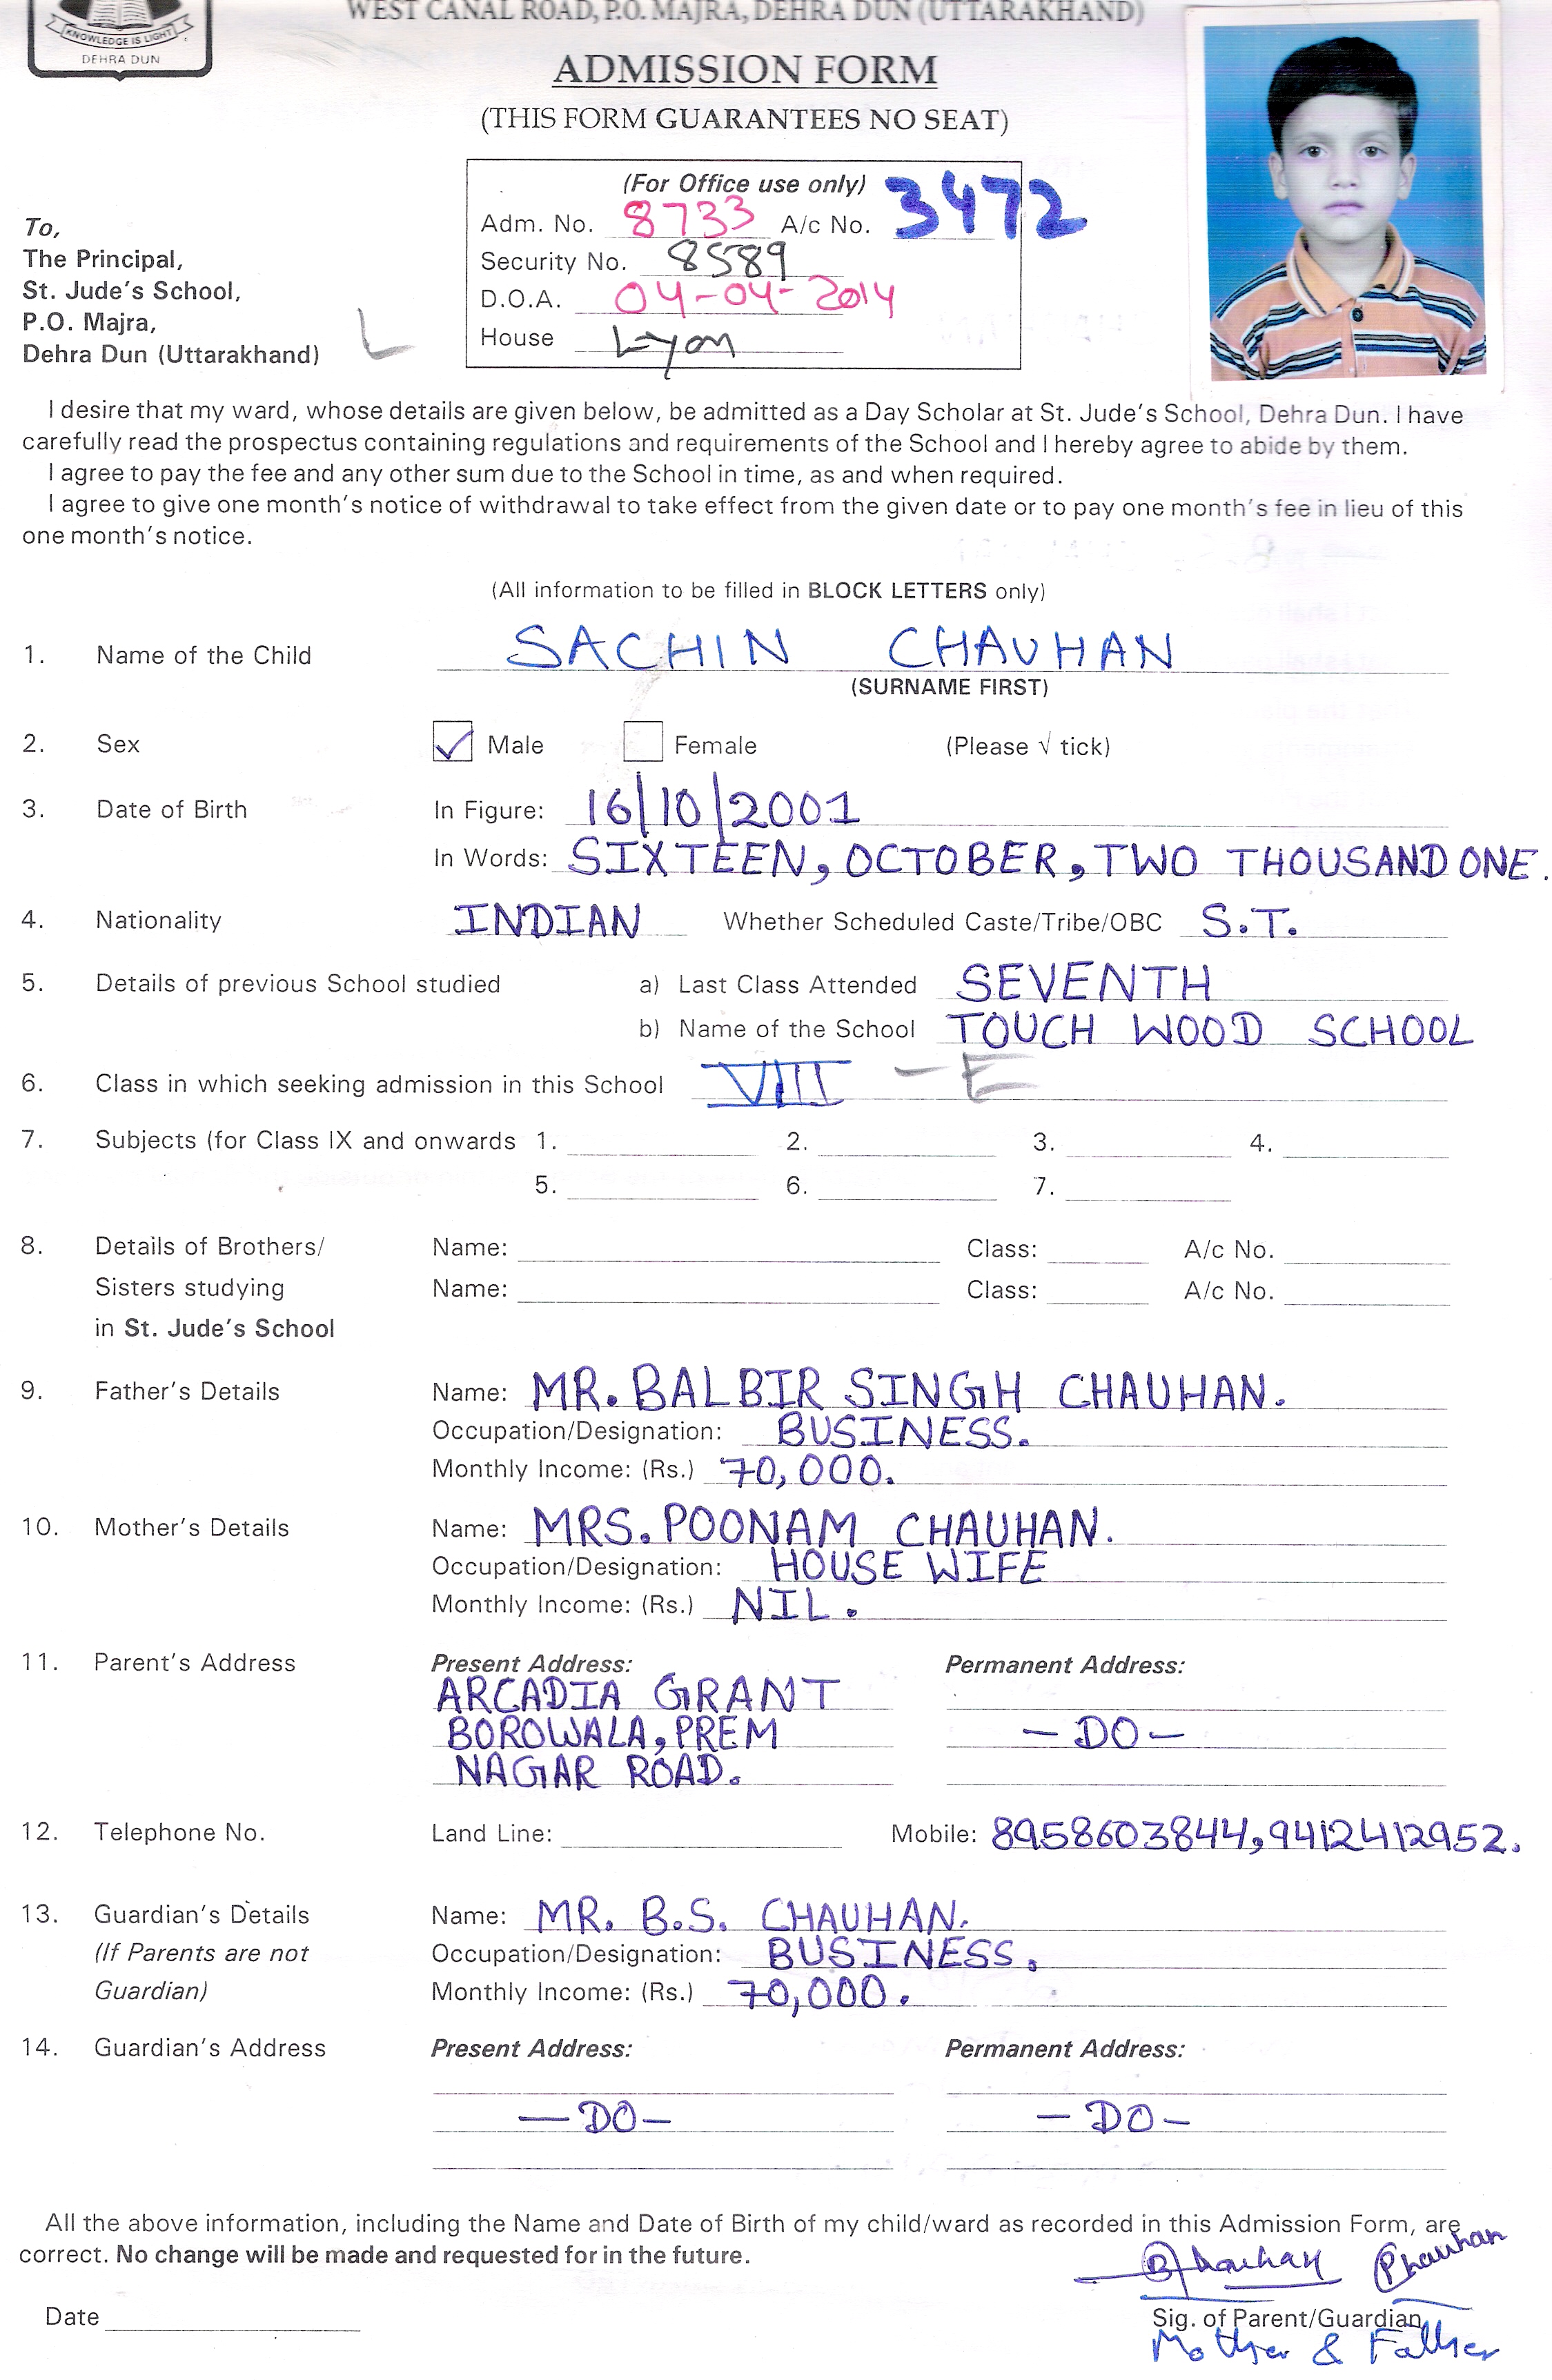 WEST CANAL ROAD, P.O. MAJRA, DEHRA DUN (UTTARAKHAND)
KNOWLEDGE IS LIGHT
DEHRA DUN
ADMISSION FORM
(THIS FORM GUARANTEES NO SEAT)
(For Office use only)
Adm. No. 8733 A/c No. 3472
Security No. 8589
D.O.A. 04-04-2014
House Lyon
To,
The Principal,
St. Jude's School,
P.O. Majra,
Dehra Dun (Uttarakhand) L
I desire that my ward, whose details are given below, be admitted as a Day Scholar at St. Jude's School, Dehra Dun. I have
carefully read the prospectus containing regulations and requirements of the School and I hereby agree to abide by them.
I agree to pay the fee and any other sum due to the School in time, as and when required.
I agree to give one month's notice of withdrawal to take effect from the given date or to pay one month's fee in lieu of this
one month's notice.
(All information to be filled in BLOCK LETTERS only)
1. Name of the Child SACHIN CHAUHAN
(SURNAME FIRST)
2. Sex ✓ Male Female (Please √ tick)
3. Date of Birth In Figure: 16/10/2001
In Words: SIXTEEN, OCTOBER, TWO THOUSAND ONE.
4. Nationality INDIAN Whether Scheduled Caste/Tribe/OBC S.T.
5. Details of previous School studied a) Last Class Attended SEVENTH
b) Name of the School TOUCH WOOD SCHOOL
6. Class in which seeking admission in this School VIII - E
7. Subjects (for Class IX and onwards 1. 2. 3. 4.
5. 6. 7.
8. Details of Brothers/ Name: Class: A/c No.
Sisters studying Name: Class: A/c No.
in St. Jude's School
9. Father's Details Name: MR. BALBIR SINGH CHAUHAN.
Occupation/Designation: BUSINESS.
Monthly Income: (Rs.) 70,000.
10. Mother's Details Name: MRS. POONAM CHAUHAN.
Occupation/Designation: HOUSE WIFE
Monthly Income: (Rs.) NIL.
11. Parent's Address Present Address: Permanent Address:
ARCADIA GRANT
BOROWALA, PREM - DO -
NAGAR ROAD.
12. Telephone No. Land Line: Mobile: 8958603844, 9412412952.
13. Guardian's Details Name: MR. B.S. CHAUHAN.
(If Parents are not Occupation/Designation: BUSINESS.
Guardian) Monthly Income: (Rs.) 70,000.
14. Guardian's Address Present Address: Permanent Address:
- DO - - DO -
All the above information, including the Name and Date of Birth of my child/ward as recorded in this Admission Form, are
correct. No change will be made and requested for in the future.
BChauhan PChauhan
Date Sig. of Parent/Guardian
Mother & Father